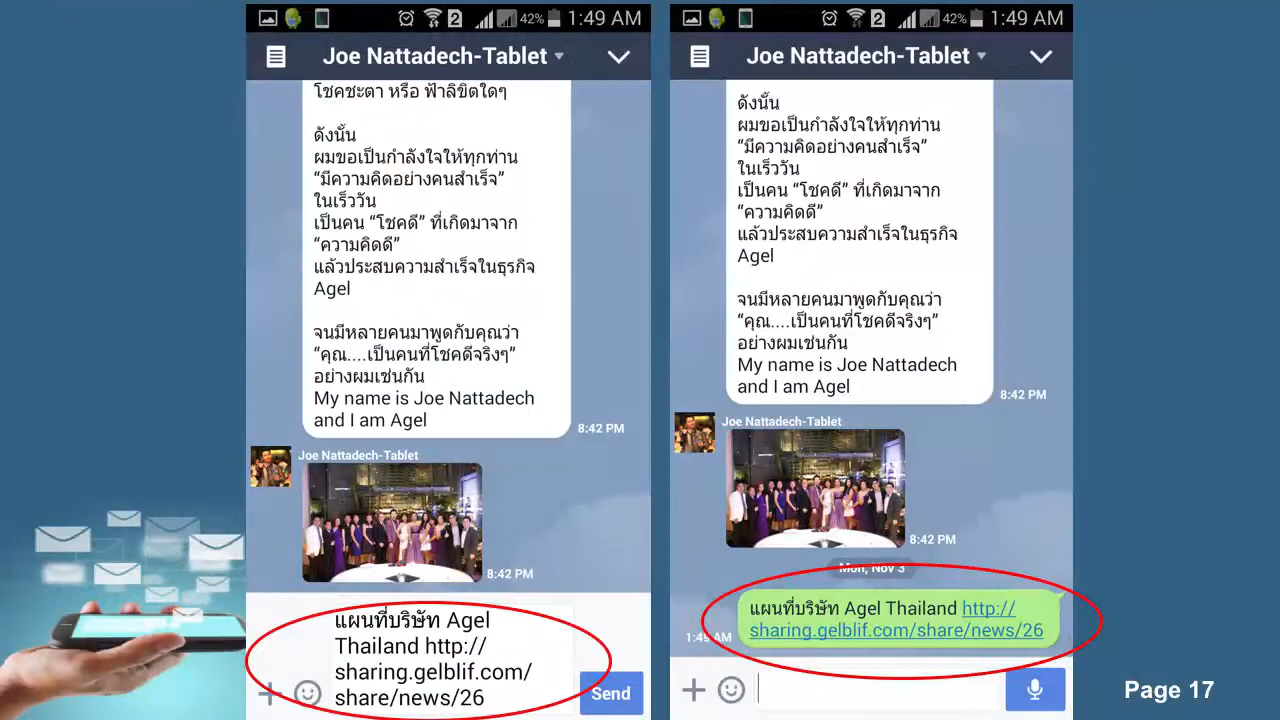 42% 1:49 AM
Joe Nattadech-Tablet
โชคชะตา หรือ ฟ้าลิขิตใดๆ
ดังนั้น
ผมขอเป็นกำลังใจให้ทุกท่าน
“มีความคิดอย่างคนสำเร็จ”
ในเร็ววัน
เป็นคน “โชคดี” ที่เกิดมาจาก
“ความคิดดี”
แล้วประสบความสำเร็จในธุรกิจ
Agel
จนมีหลายคนมาพูดกับคุณว่า
“คุณ....เป็นคนที่โชคดีจริงๆ”
อย่างผมเช่นกัน
My name is Joe Nattadech
and I am Agel
8:42 PM
Joe Nattadech-Tablet
8:42 PM
แผนที่บริษัท Agel
Thailand http://
sharing.gelblif.com/
share/news/26
Send
2 42% 1:49 AM
Joe Nattadech-Tablet
ดังนั้น
ผมขอเป็นกำลังใจให้ทุกท่าน
“มีความคิดอย่างคนสำเร็จ”
ในเร็ววัน
เป็นคน “โชคดี” ที่เกิดมาจาก
“ความคิดดี”
แล้วประสบความสำเร็จในธุรกิจ
Agel
จนมีหลายคนมาพูดกับคุณว่า
“คุณ....เป็นคนที่โชคดีจริงๆ”
อย่างผมเช่นกัน
My name is Joe Nattadech
and I am Agel
8:42 PM
Joe Nattadech-Tablet
8:42 PM
Mon, Nov 3
แผนที่บริษัท Agel Thailand http://
sharing.gelblif.com/share/news/26
1:49 AM
Page 17